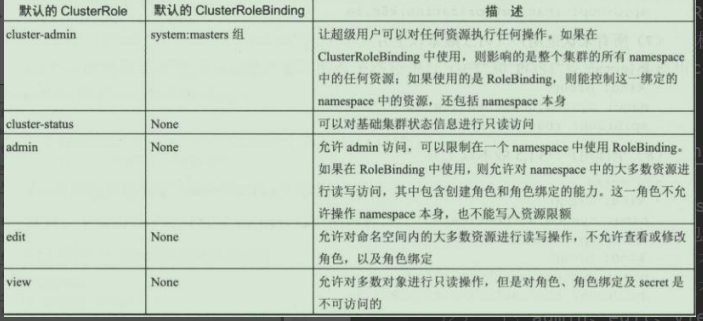 默认的 ClusterRole 默认的 ClusterRoleBinding 描 述
cluster-admin system:masters 组 让超级用户可以对任何资源执行任何操作。如果在
ClusterRoleBinding 中使用，则影响的是整个集群的所有 namespace
中的任何资源；如果使用的是 RoleBinding，则能控制这一绑定的
namespace 中的资源，还包括 namespace 本身
cluster-status None 可以对基础集群状态信息进行只读访问
admin None 允许 admin 访问，可以限制在一个 namespace 中使用 RoleBinding。
如果在 RoleBinding 中使用，则允许对 namespace 中的大多数资源进
行读写访问，其中包含创建角色和角色绑定的能力。这一角色不允
许操作 namespace 本身，也不能写入资源限额
edit None 允许对命名空间内的大多数资源进行读写操作，不允许查看或修改
角色，以及角色绑定
view None 允许对多数对象进行只读操作，但是对角色、角色绑定及 secret 是
不可访问的